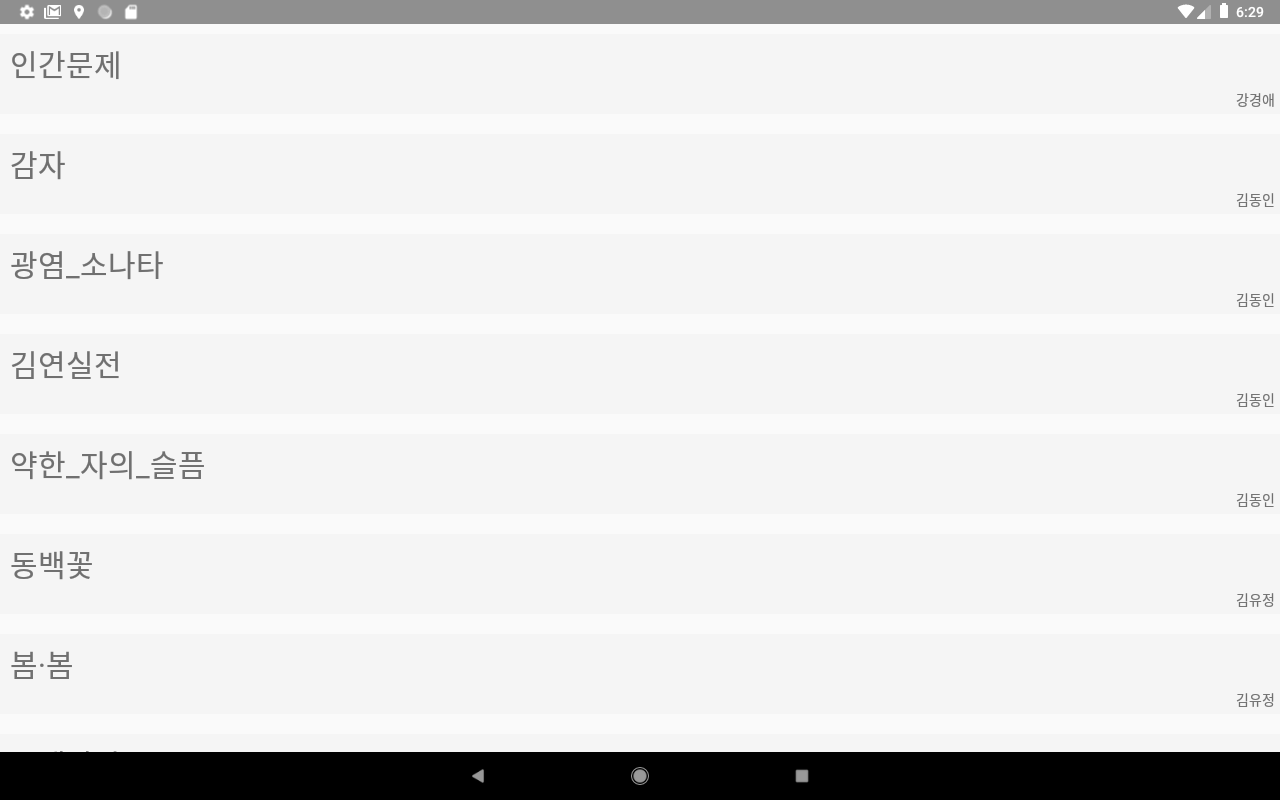 6:29
인간문제
강경애
감자
김동인
광염_소나타
김동인
김연실전
김동인
약한_자의_슬픔
김동인
동백꽃
김유정
봄·봄
김유정